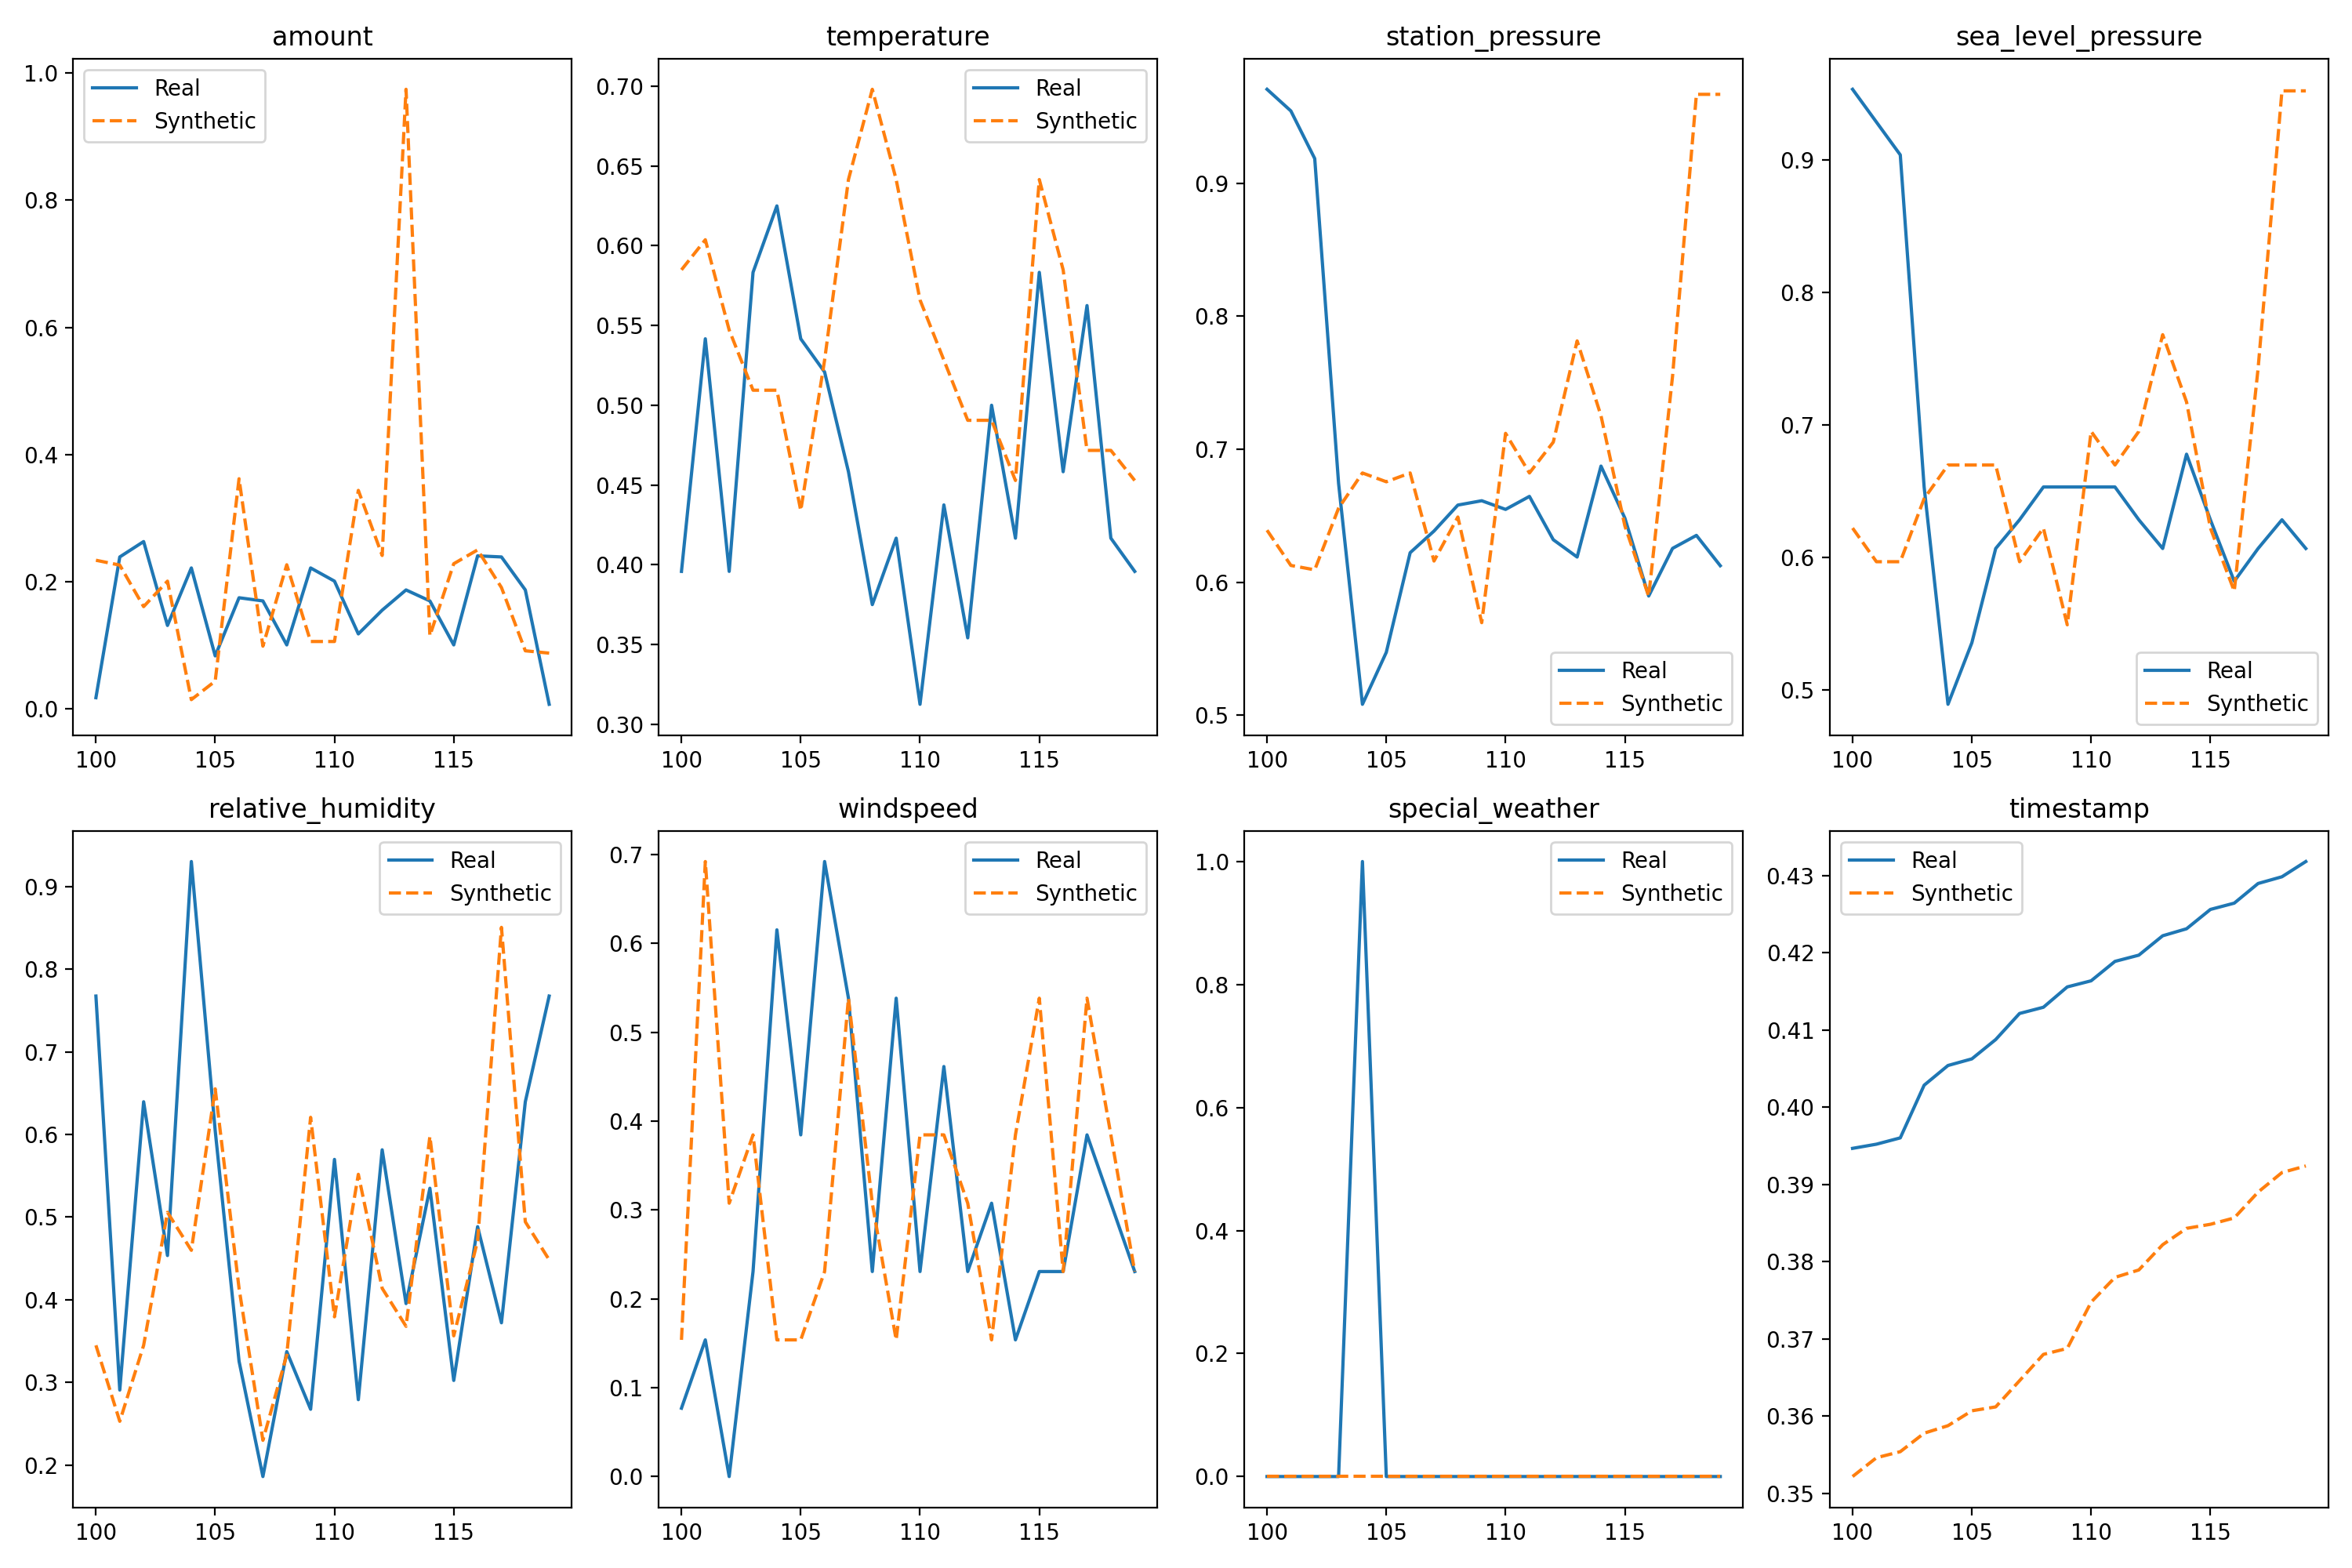 amount
1.0
0.8
0.6
0.4
0.2
0.0
100 105 110 115
Real
Synthetic
temperature
0.70
0.65
0.60
0.55
0.50
0.45
0.40
0.35
0.30
100 105 110 115
Real
Synthetic
station_pressure
0.9
0.8
0.7
0.6
0.5
100 105 110 115
Real
Synthetic
sea_level_pressure
0.9
0.8
0.7
0.6
0.5
100 105 110 115
Real
Synthetic
relative_humidity
0.9
0.8
0.7
0.6
0.5
0.4
0.3
0.2
100 105 110 115
Real
Synthetic
windspeed
0.7
0.6
0.5
0.4
0.3
0.2
0.1
0.0
100 105 110 115
Real
Synthetic
special_weather
1.0
0.8
0.6
0.4
0.2
0.0
100 105 110 115
Real
Synthetic
timestamp
0.43
0.42
0.41
0.40
0.39
0.38
0.37
0.36
0.35
100 105 110 115
Real
Synthetic